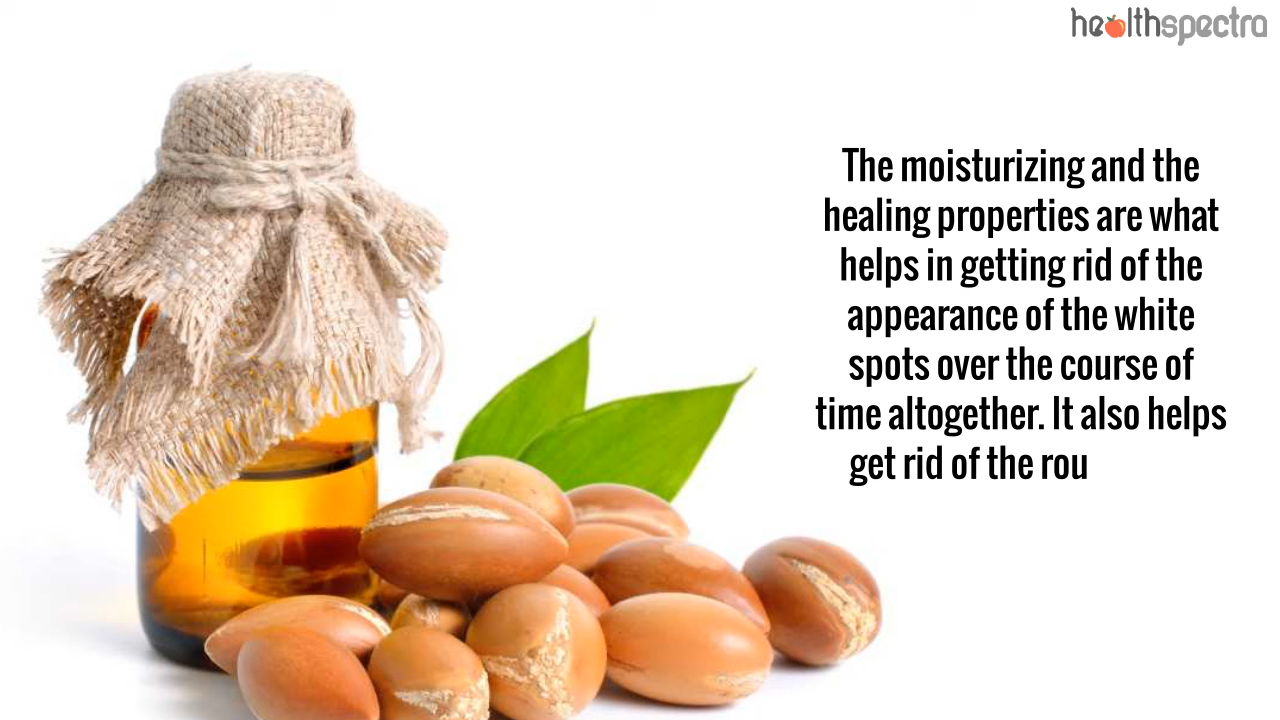 healthspectra
The moisturizing and the
healing properties are what
helps in getting rid of the
appearance of the white
spots over the course of
time altogether. It also helps
get rid of the rou